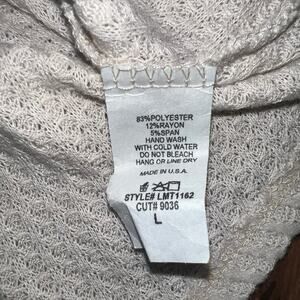 83%POLYESTER
12%RAYON
5%SPAN
HAND WASH
WITH COLD WATER
DO NOT BLEACH
HANG OR LINE DRY
MADE IN U.S.A.
STYLE# LMT1162
CUT# 9036
L